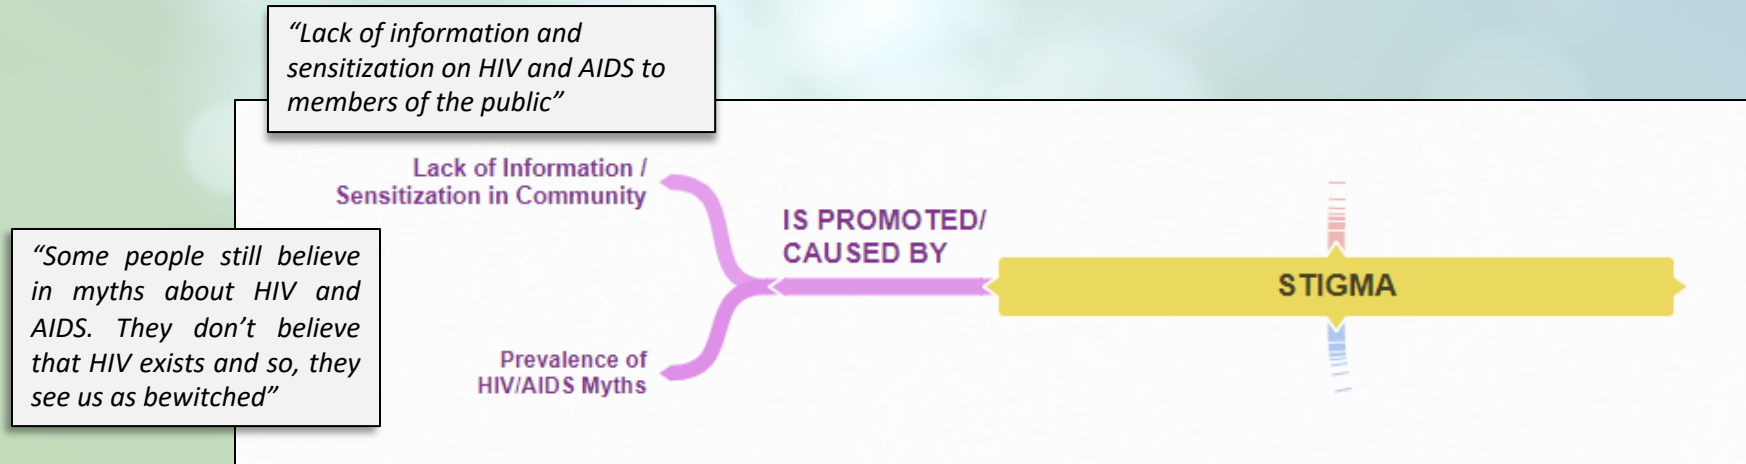 “Lack of information and
sensitization on HIV and AIDS to
members of the public”
Lack of Information /
Sensitization in Community
IS PROMOTED/
CAUSED BY
STIGMA
“Some people still believe
in myths about HIV and
AIDS. They don’t believe
that HIV exists and so, they
see us as bewitched”
Prevalence of
HIV/AIDS Myths